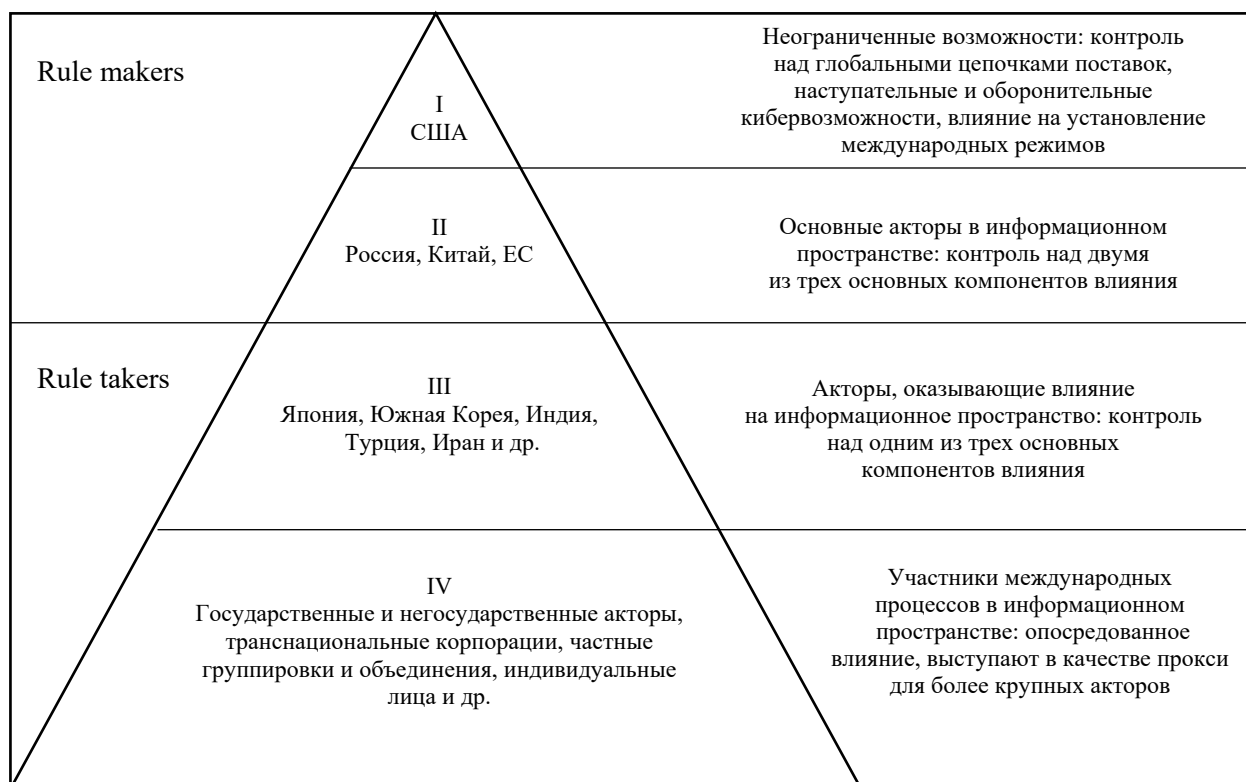 Rule makers
I
США
Неограниченные возможности: контроль
над глобальными цепочками поставок,
наступательные и оборонительные
кибервозможности, влияние на установление
международных режимов
II
Россия, Китай, ЕС
Основные акторы в информационном
пространстве: контроль над двумя
из трех основных компонентов влияния
Rule takers
III
Япония, Южная Корея, Индия,
Турция, Иран и др.
Акторы, оказывающие влияние
на информационное пространство: контроль
над одним из трех основных
компонентов влияния
IV
Государственные и негосударственные акторы,
транснациональные корпорации, частные
группировки и объединения, индивидуальные
лица и др.
Участники международных
процессов в информационном
пространстве: опосредованное
влияние, выступают в качестве прокси
для более крупных акторов